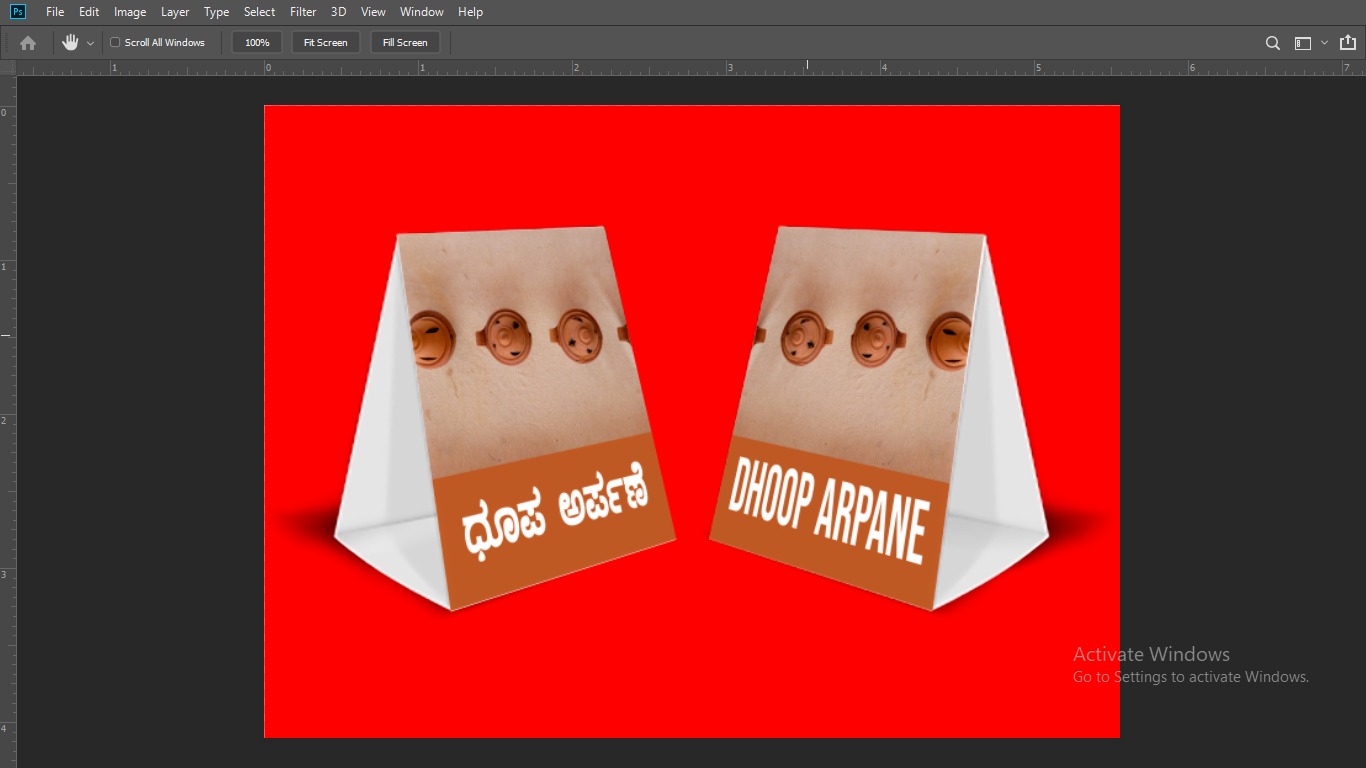 Ps File Edit Image Layer Type Select Filter 3D View Window Help
Scroll All Windows 100% Fit Screen Fill Screen
1 0 1 2 3 4 5 6 7
0
1
2
3
4
ಧೂಪ ಅರ್ಪಣೆ
DHOOP ARPANE
Activate Windows
Go to Settings to activate Windows.